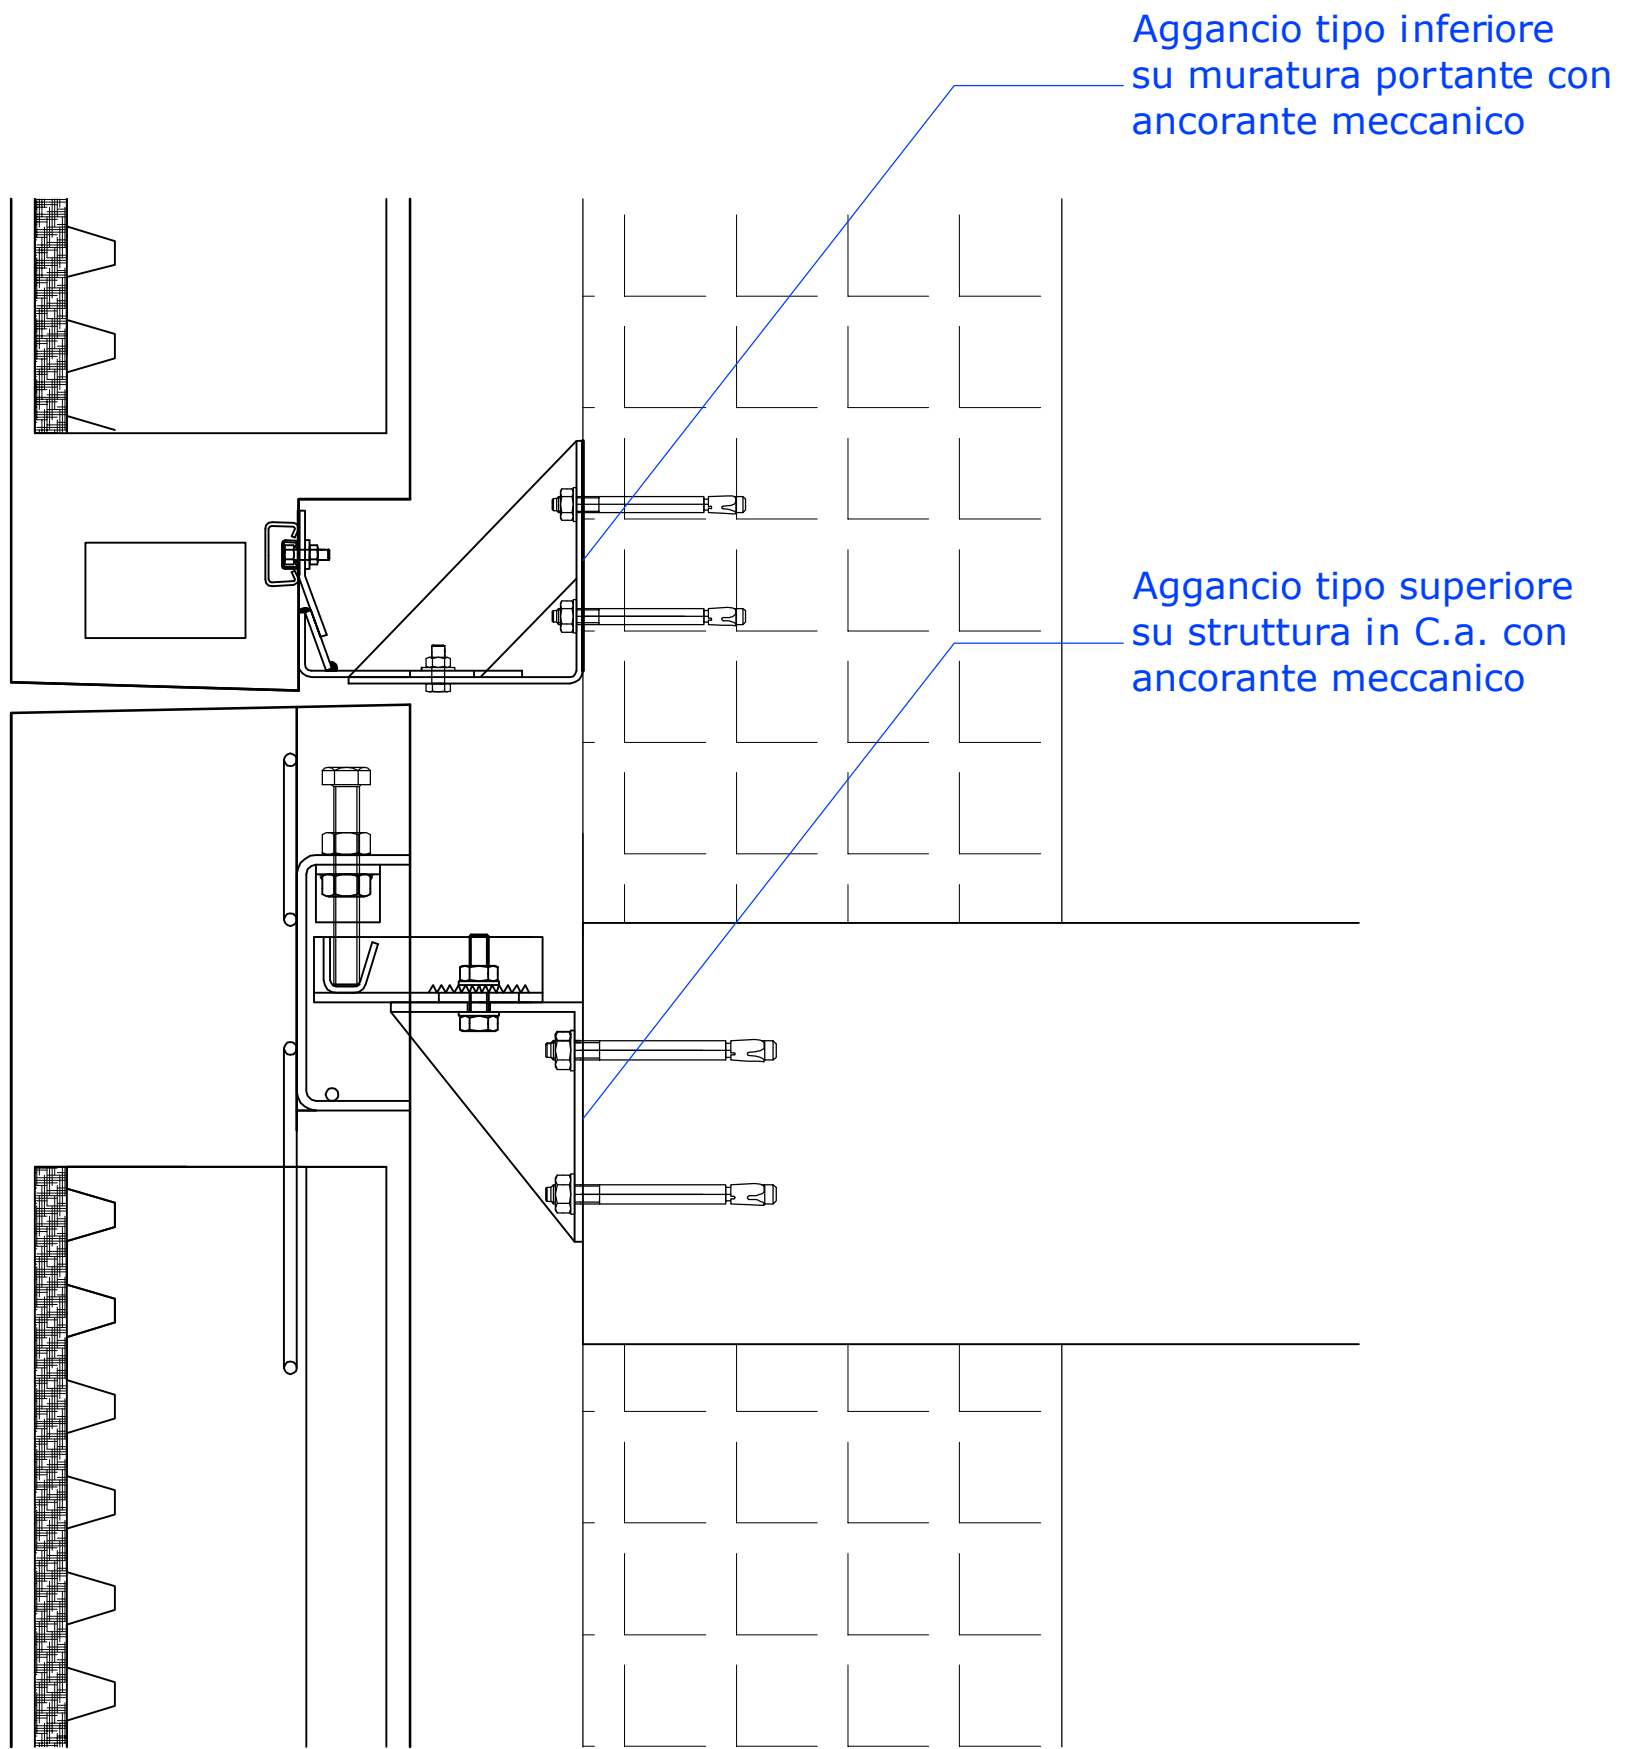 Aggancio tipo inferiore
su muratura portante con
ancorante meccanico
Aggancio tipo superiore
su struttura in C.a. con
ancorante meccanico